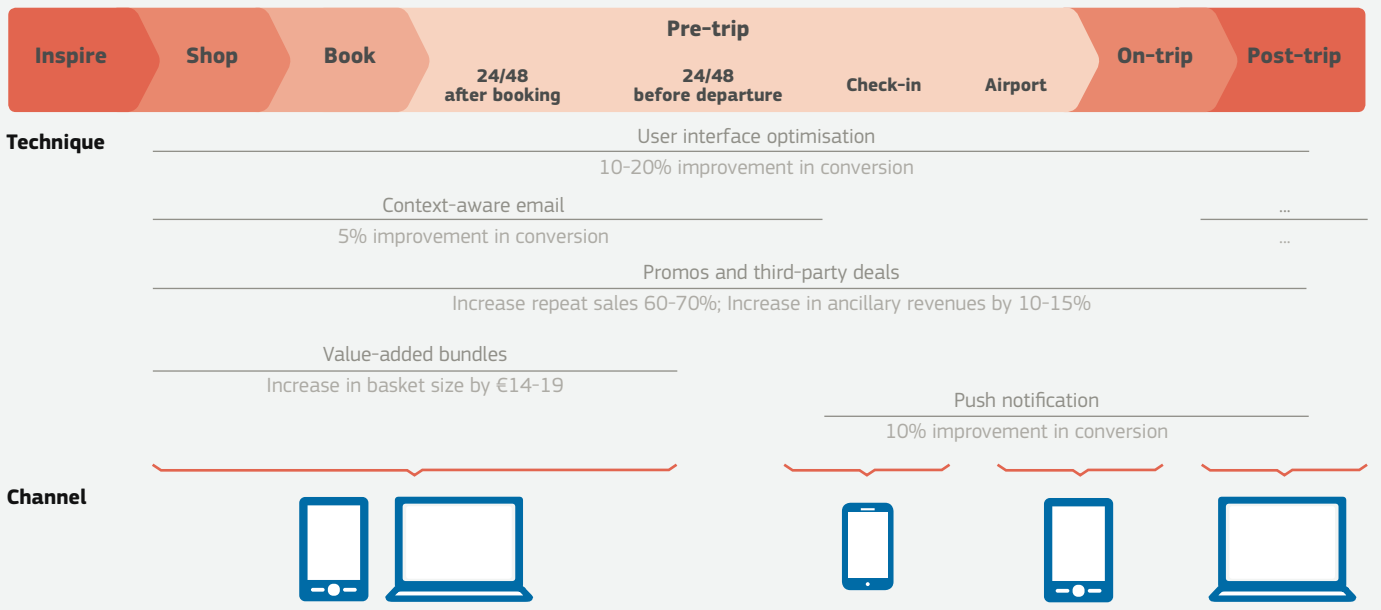 Inspire
Shop
Book
Pre-trip
24/48
after booking
24/48
before departure
Check-in
Airport
On-trip
Post-trip
Technique
User interface optimisation
10-20% improvement in conversion
Context-aware email
5% improvement in conversion
...
...
Promos and third-party deals
Increase repeat sales 60-70%; Increase in ancillary revenues by 10-15%
Value-added bundles
Increase in basket size by €14-19
Push notification
10% improvement in conversion
Channel